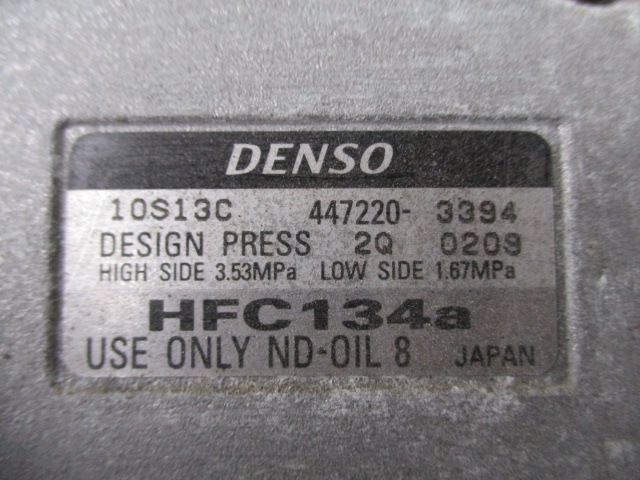 DENSO
10S13C 447220- 3394
DESIGN PRESS 2Q 0209
HIGH SIDE 3.53MPa LOW SIDE 1.67MPa
HFC134a
USE ONLY ND-OIL 8 JAPAN